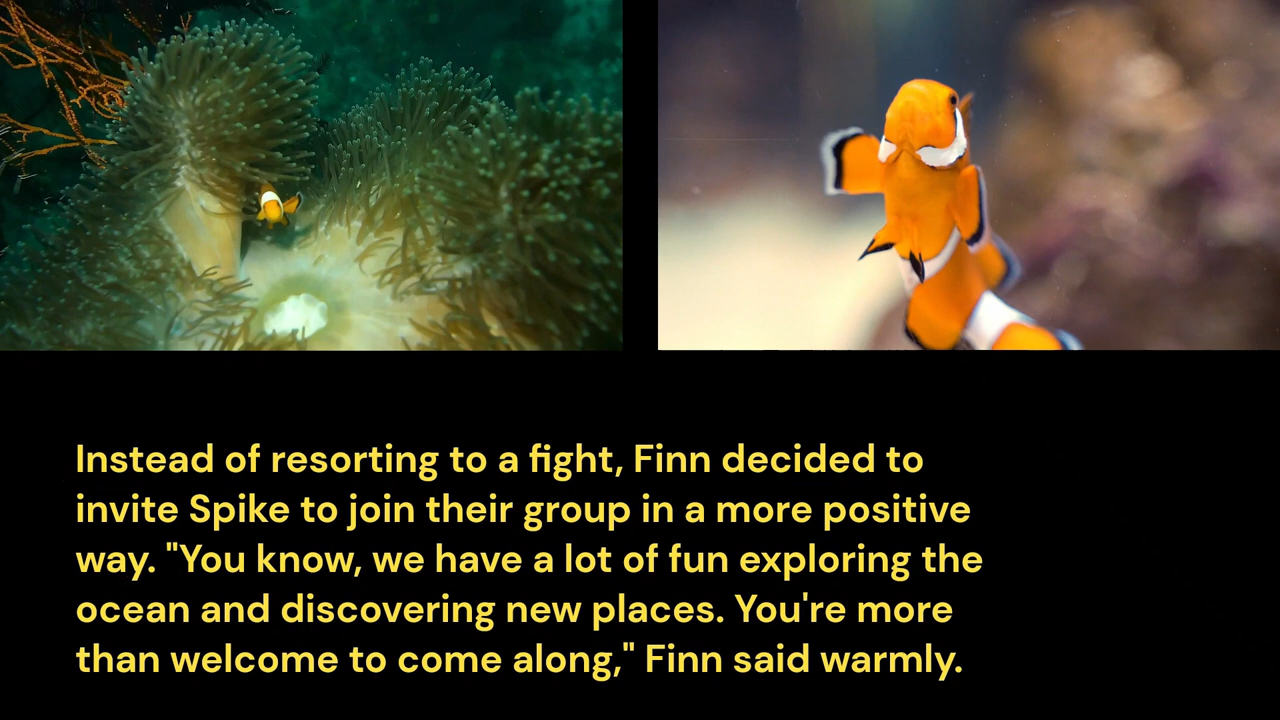 Instead of resorting to a fight, Finn decided to
invite Spike to join their group in a more positive
way. "You know, we have a lot of fun exploring the
ocean and discovering new places. You're more
than welcome to come along," Finn said warmly.